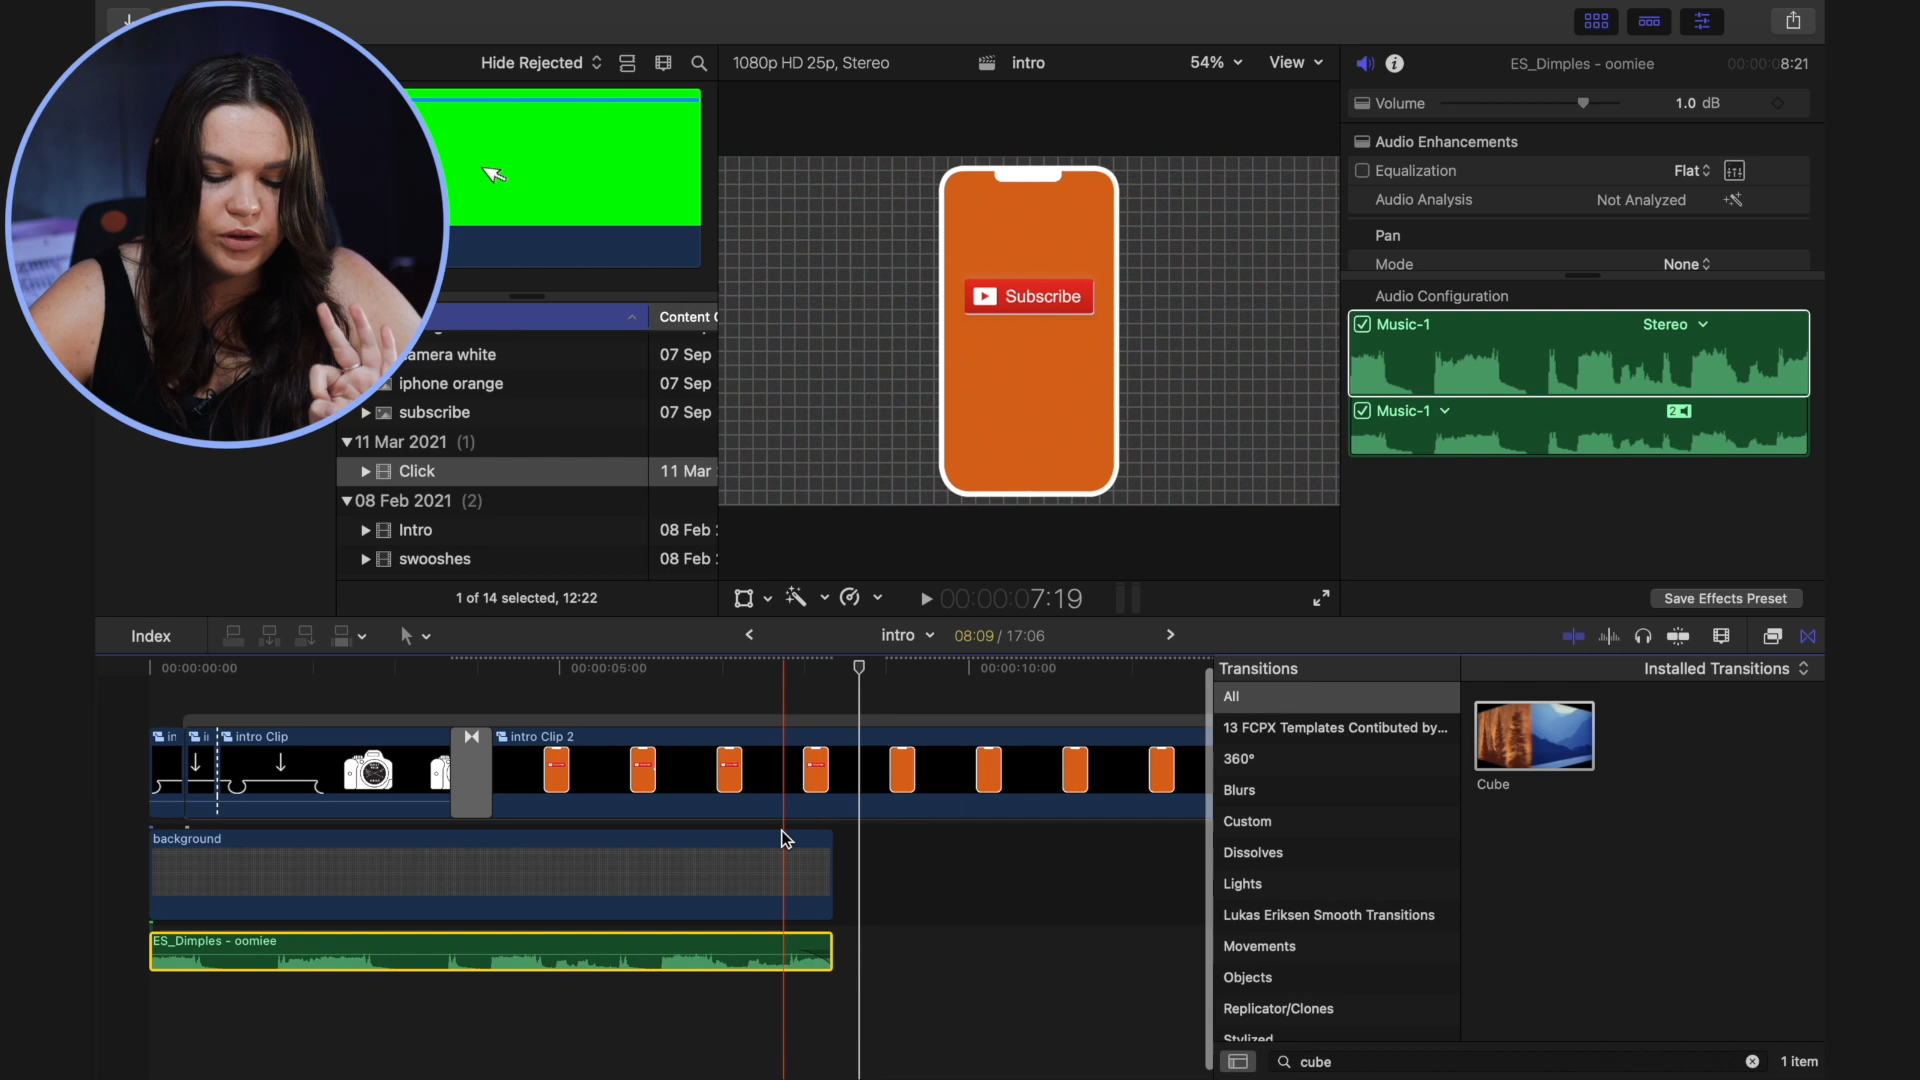 Hide Rejected
1080p HD 25p, Stereo
intro
54%
View
ES_Dimples - oomiee
00:00:08:21
Volume
1.0 dB
Audio Enhancements
Equalization
Flat
Audio Analysis
Not Analyzed
Pan
Mode
None
Audio Configuration
Music-1
Stereo
Music-1
2
Subscribe
Content
camera white
07 Sep
iphone orange
07 Sep
subscribe
07 Sep
11 Mar 2021 (1)
Click
11 Mar
08 Feb 2021 (2)
Intro
08 Feb
swooshes
08 Feb
1 of 14 selected, 12:22
00:00:07:19
Save Effects Preset
Index
intro
08:09 / 17:06
00:00:00:00
00:00:05:00
00:00:10:00
in
intro Clip
intro Clip 2
background
ES_Dimples - oomiee
Transitions
Installed Transitions
All
13 FCPX Templates Contibuted by...
360°
Blurs
Custom
Dissolves
Lights
Lukas Eriksen Smooth Transitions
Movements
Objects
Replicator/Clones
Stylized
Cube
cube
1 item